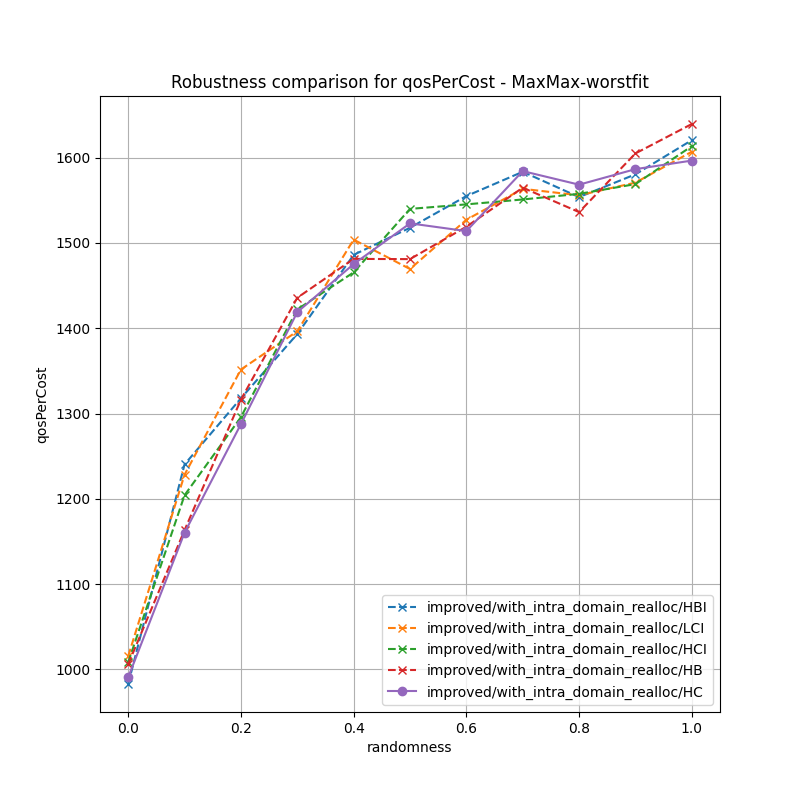 Robustness comparison for qosPerCost - MaxMax-worstfit
1600
1500
1400
1300
1200
1100
1000
qosPerCost
improved/with_intra_domain_realloc/HBI
improved/with_intra_domain_realloc/LCI
improved/with_intra_domain_realloc/HCI
improved/with_intra_domain_realloc/HB
improved/with_intra_domain_realloc/HC
0.0 0.2 0.4 0.6 0.8 1.0
randomness